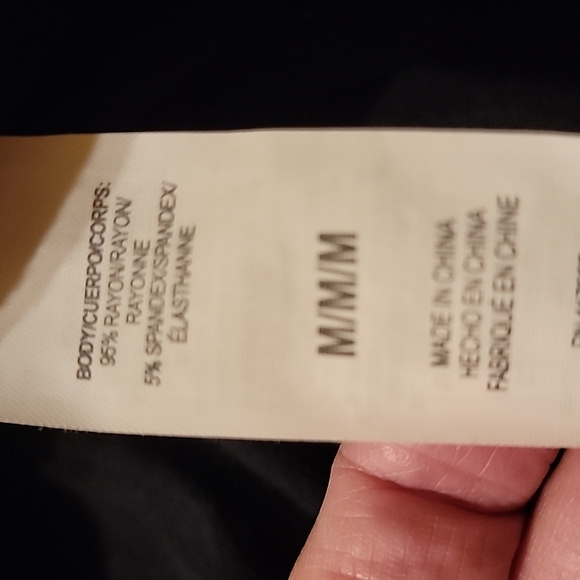 BODY/CUERPO/CORPS:
95% RAYON/RAYON/
RAYONNE
5% SPANDEX/SPANDEX/
ÉLASTHANNE
M/M/M
MADE IN CHINA
HECHO EN CHINA
FABRIQUÉ EN CHINE